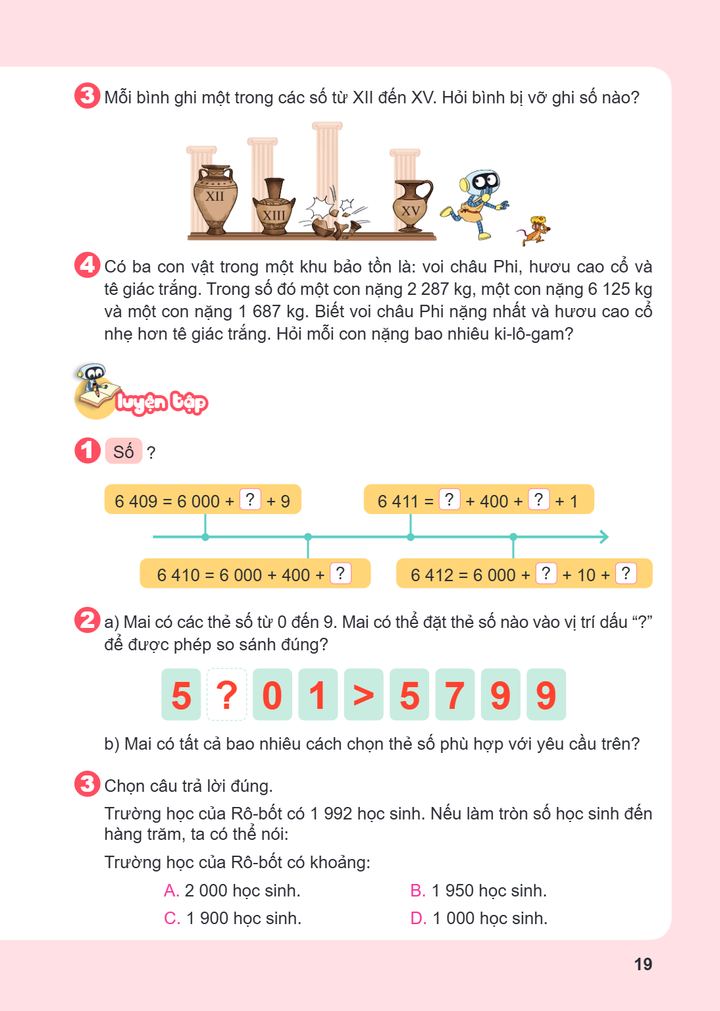 3 Mỗi bình ghi một trong các số từ XII đến XV. Hỏi bình bị vỡ ghi số nào?
XII
XIII
XV
4 Có ba con vật trong một khu bảo tồn là: voi châu Phi, hươu cao cổ và
tê giác trắng. Trong số đó một con nặng 2 287 kg, một con nặng 6 125 kg
và một con nặng 1 687 kg. Biết voi châu Phi nặng nhất và hươu cao cổ
nhẹ hơn tê giác trắng. Hỏi mỗi con nặng bao nhiêu ki-lô-gam?
luyện tập
1 Số ?
6 409 = 6 000 + ? + 9
6 411 = ? + 400 + ? + 1
6 410 = 6 000 + 400 + ?
6 412 = 6 000 + ? + 10 + ?
2 a) Mai có các thẻ số từ 0 đến 9. Mai có thể đặt thẻ số nào vào vị trí dấu “?”
để được phép so sánh đúng?
5 ? 0 1 > 5 7 9 9
b) Mai có tất cả bao nhiêu cách chọn thẻ số phù hợp với yêu cầu trên?
3 Chọn câu trả lời đúng.
Trường học của Rô-bốt có 1 992 học sinh. Nếu làm tròn số học sinh đến
hàng trăm, ta có thể nói:
Trường học của Rô-bốt có khoảng:
A. 2 000 học sinh.
B. 1 950 học sinh.
C. 1 900 học sinh.
D. 1 000 học sinh.
19